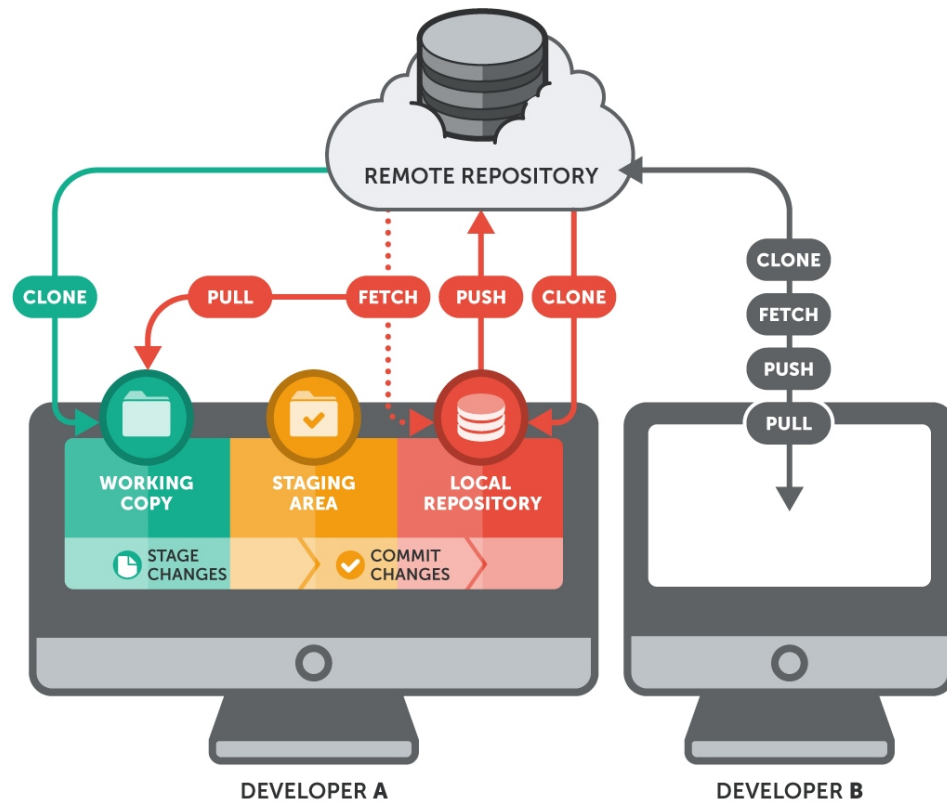 REMOTE REPOSITORY
CLONE
PULL
FETCH
PUSH
CLONE
CLONE
FETCH
PUSH
PULL
WORKING
COPY
STAGING
AREA
LOCAL
REPOSITORY
STAGE
CHANGES
COMMIT
CHANGES
DEVELOPER A
DEVELOPER B